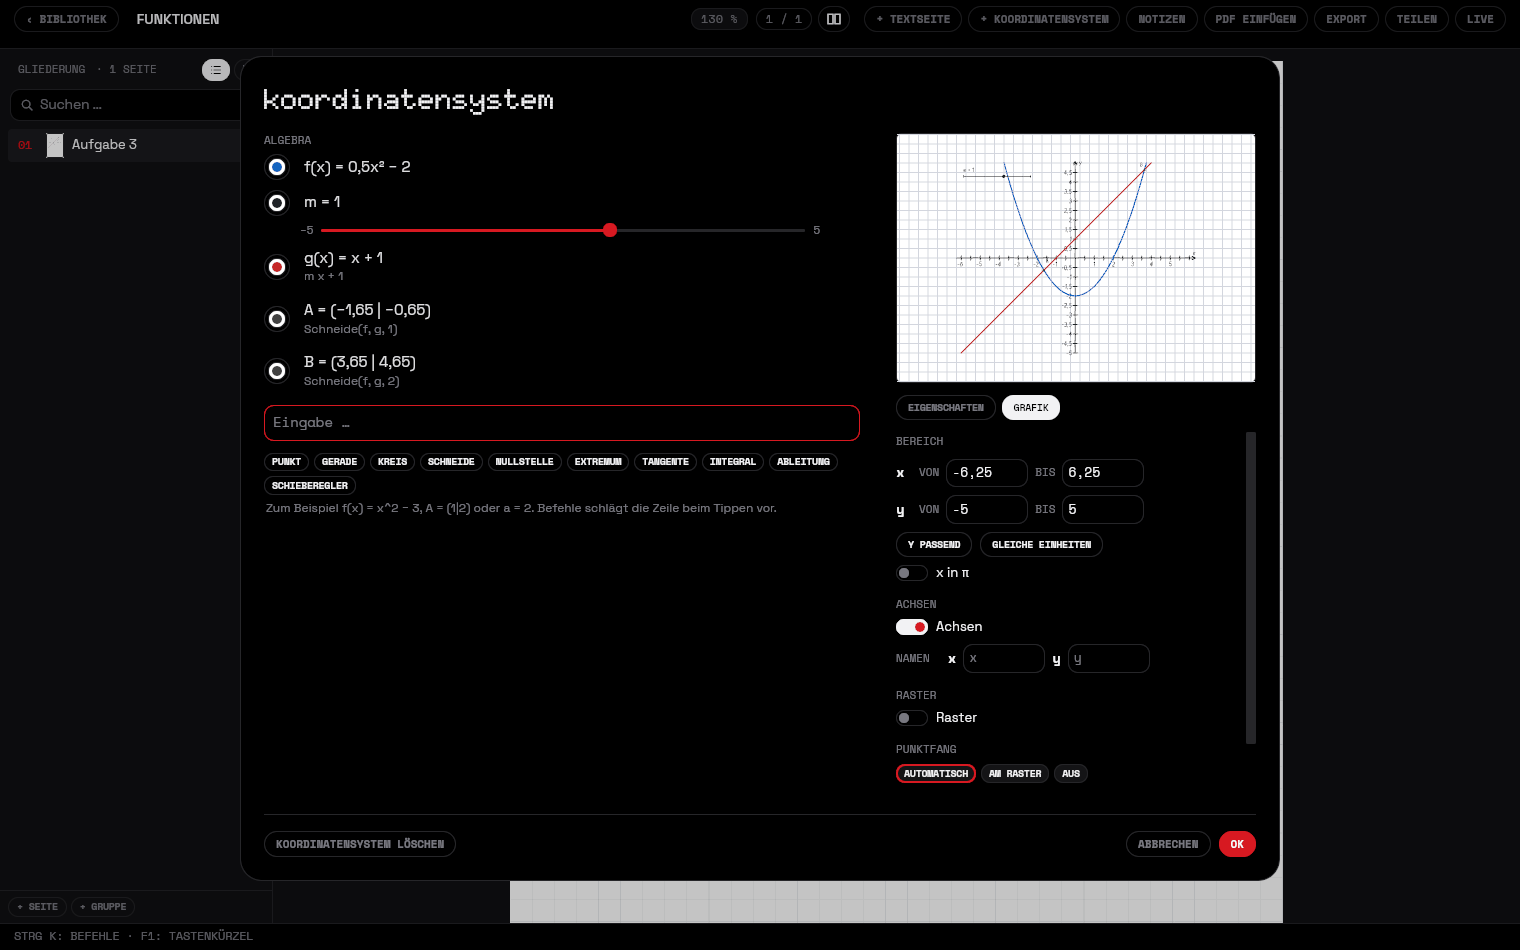 ‹ BIBLIOTHEK
FUNKTIONEN
130 %
1 / 1
+ TEXTSEITE
+ KOORDINATENSYSTEM
NOTIZEN
PDF EINFÜGEN
EXPORT
TEILEN
LIVE
GLIEDERUNG · 1 SEITE
Suchen …
01 Aufgabe 3
koordinatensystem
ALGEBRA
f(x) = 0,5x² − 2
m = 1
−5 5
g(x) = x + 1
m x + 1
A = (−1,65 | −0,65)
Schneide(f, g, 1)
B = (3,65 | 4,65)
Schneide(f, g, 2)
Eingabe …
PUNKT GERADE KREIS SCHNEIDE NULLSTELLE EXTREMUM TANGENTE INTEGRAL ABLEITUNG
SCHIEBEREGLER
Zum Beispiel f(x) = x^2 − 3, A = (1|2) oder a = 2. Befehle schlägt die Zeile beim Tippen vor.
EIGENSCHAFTEN GRAFIK
BEREICH
x VON -6,25 BIS 6,25
y VON -5 BIS 5
Y PASSEND GLEICHE EINHEITEN
x in π
ACHSEN
Achsen
NAMEN x x y y
RASTER
Raster
PUNKTFANG
AUTOMATISCH AM RASTER AUS
KOORDINATENSYSTEM LÖSCHEN
ABBRECHEN OK
+ SEITE + GRUPPE
STRG K: BEFEHLE · F1: TASTENKÜRZEL